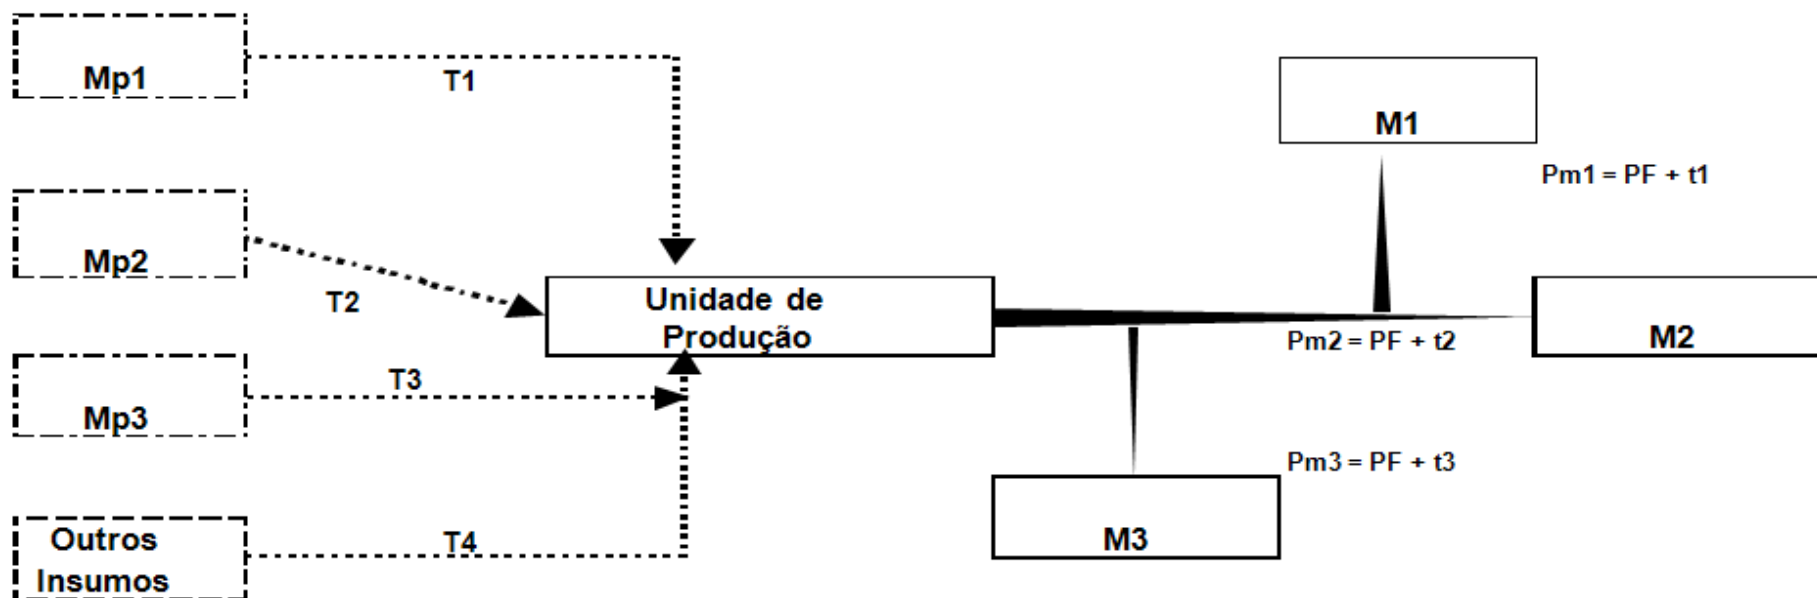 Mp1
T1
M1
Pm1 = PF + t1
Mp2
T2
Unidade de
Produção
Pm2 = PF + t2
M2
Mp3
T3
Pm3 = PF + t3
M3
Outros
Insumos
T4